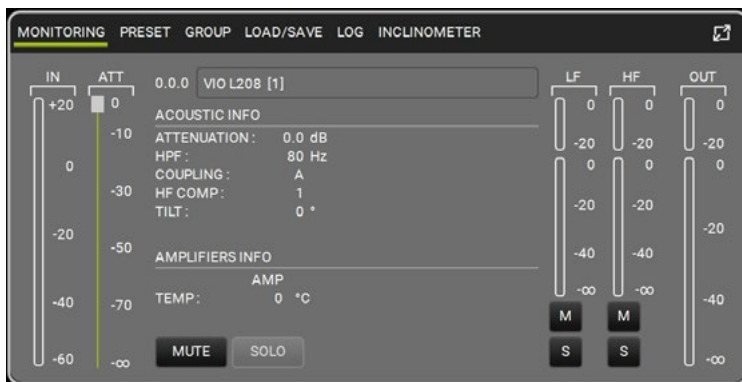 MONITORING PRESET GROUP LOAD/SAVE LOG INCLINOMETER
IN
+20
0
-20
-40
-60
ATT
0
-10
-30
-50
-70
-∞
0.0.0 VIO L208 [1]
ACOUSTIC INFO
ATTENUATION : 0.0 dB
HPF : 80 Hz
COUPLING : A
HF COMP : 1
TILT : 0 °
AMPLIFIERS INFO
AMP
TEMP : 0 °C
MUTE SOLO
LF
0
-20
0
-20
-40
-∞
M
S
HF
0
-20
0
-20
-40
-∞
M
S
OUT
0
-20
0
-20
-40
-∞